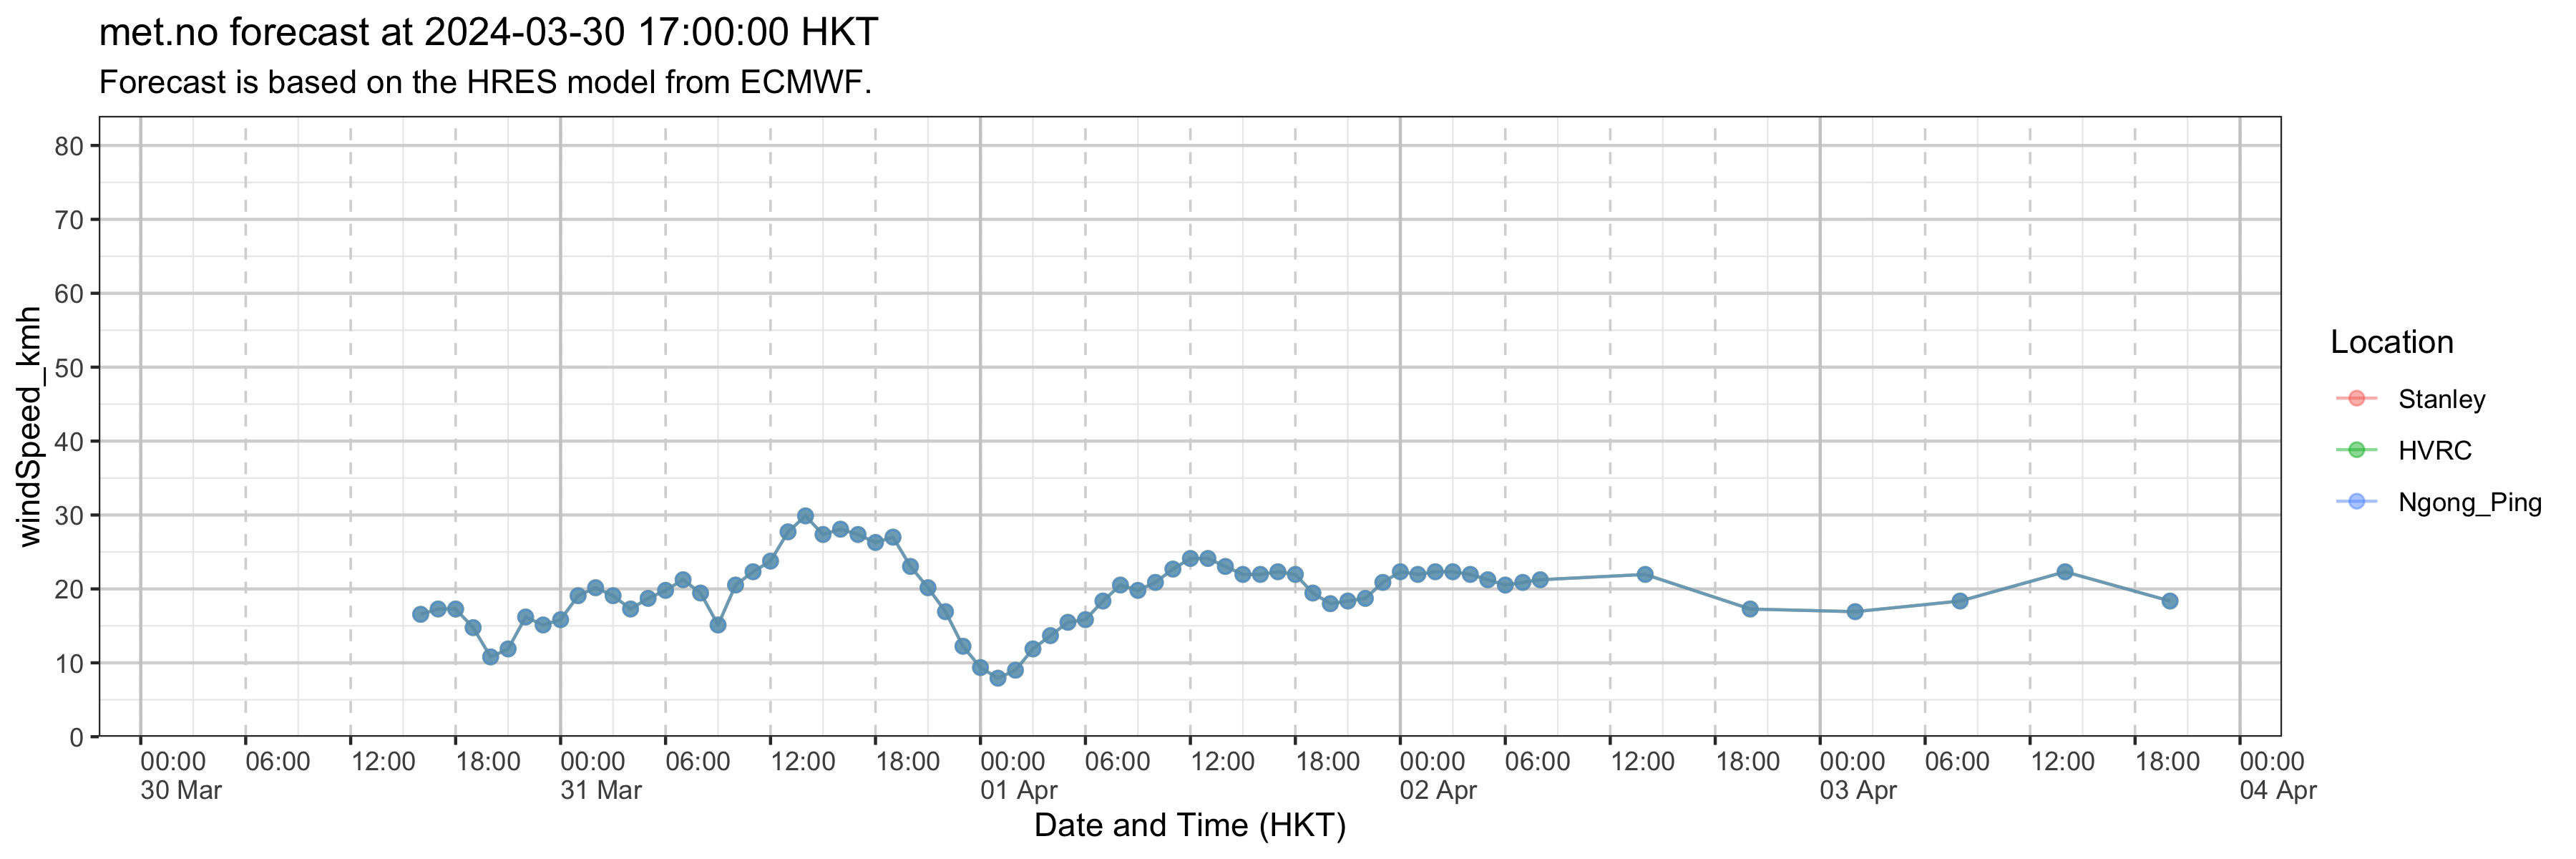 met.no forecast at 2024-03-30 17:00:00 HKT
Forecast is based on the HRES model from ECMWF.
80
70
60
50
40
30
20
10
0
windSpeed_kmh
00:00 06:00 12:00 18:00 00:00 06:00 12:00 18:00 00:00 06:00 12:00 18:00 00:00 06:00 12:00 18:00 00:00 06:00 12:00 18:00 00:00
30 Mar 31 Mar 01 Apr 02 Apr 03 Apr 04 Apr
Date and Time (HKT)
Location
Stanley
HVRC
Ngong_Ping